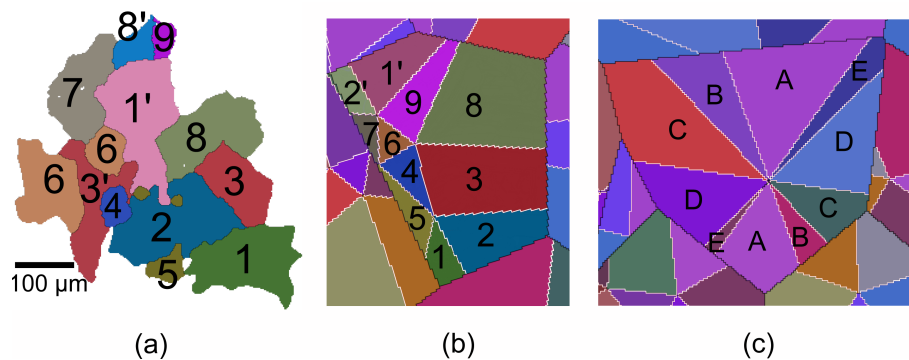 8' 9
7 1'
6 8
6 3' 4 3
2
5 1
100 µm
(a)
1'
2' 9 8
7 6
4 3
5 2
1
(b)
A E
B
C D
D C
E A B
(c)